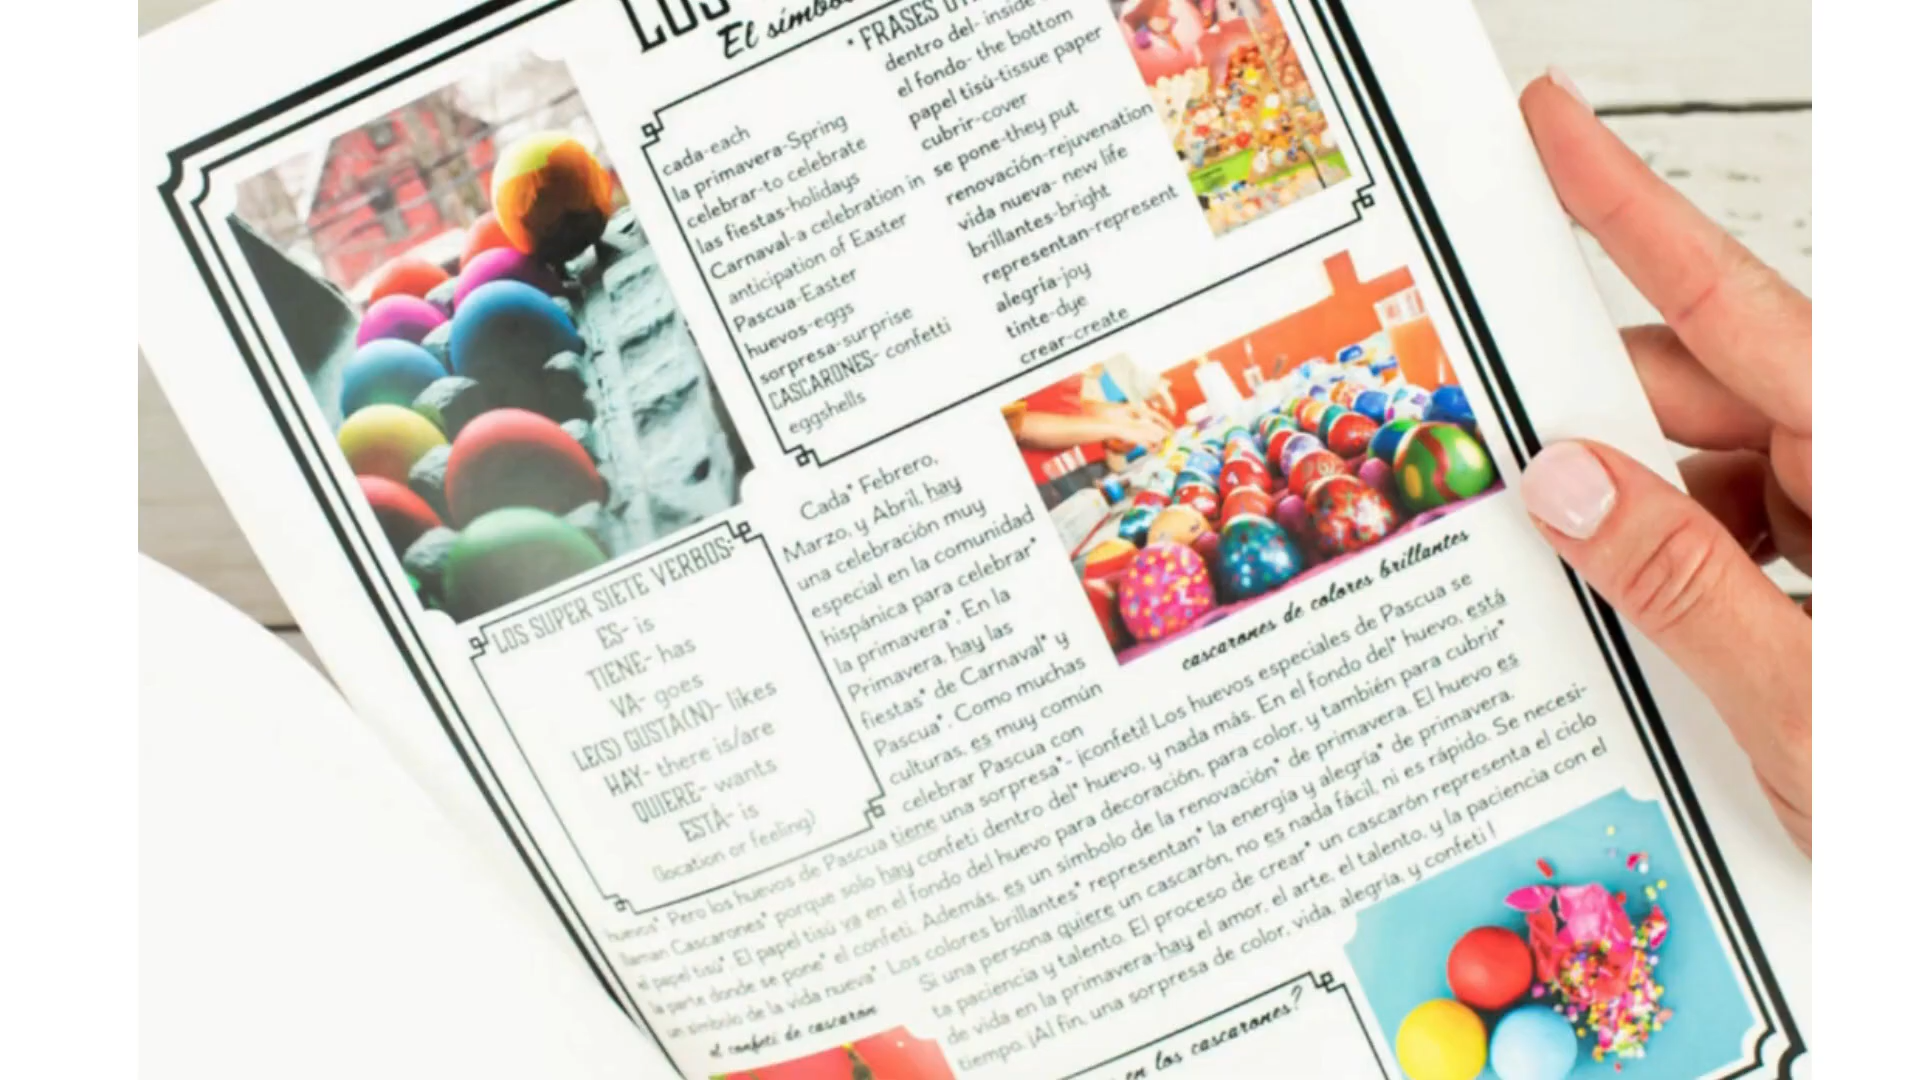 LOS
El símbo
* FRASES
cada-each
la primavera-Spring
celebrar-to celebrate
las fiestas-holidays
Carnaval-a celebration in
anticipation of Easter
Pascua-Easter
huevos-eggs
sorpresa-surprise
CASCARONES- confetti
eggshells
dentro del- inside
el fondo- the bottom
papel tisú-tissue paper
cubrir-cover
se pone-they put
renovación-rejuvenation
vida nueva- new life
brillantes-bright
representan-represent
alegría-joy
tinte-dye
crear-create
LOS SUPER SIETE VERBOS:
ES- is
TIENE- has
VA- goes
LE(S) GUSTA(N)- likes
HAY- there is/are
QUIERE- wants
ESTÁ- is
(location or feeling)
Cada* Febrero,
Marzo, y Abril, hay
una celebración muy
especial en la comunidad
hispánica para celebrar*
la primavera*. En la
Primavera, hay las
fiestas* de Carnaval* y
Pascua*. Como muchas
culturas, es muy común
celebrar Pascua con
huevos* Pero los huevos de Pascua tiene una sorpresa*- ¡confeti! Los huevos especiales de Pascua se
llaman Cascarones* porque solo hay confeti dentro del* huevo, y nada más. En el fondo del* huevo, está
el papel tisú*. El papel tisú va en el fondo del huevo para decoración, para color, y también para cubrir*
la parte donde se pone* el confeti. Además, es un símbolo de la renovación* de primavera. El huevo es
un símbolo de la vida nueva* Los colores brillantes* representan* la energía y alegría* de primavera.
Si una persona quiere un cascarón, no es nada fácil, ni es rápido. Se necesi-
ta paciencia y talento. El proceso de crear* un cascarón representa el ciclo
de vida en la primavera-hay el amor, el arte, el talento, y la paciencia con el
tiempo. ¡Al fin, una sorpresa de color, vida, alegría, y confeti !
cascarones de colores brillantes
el confeti de cascarón
en los cascarones?